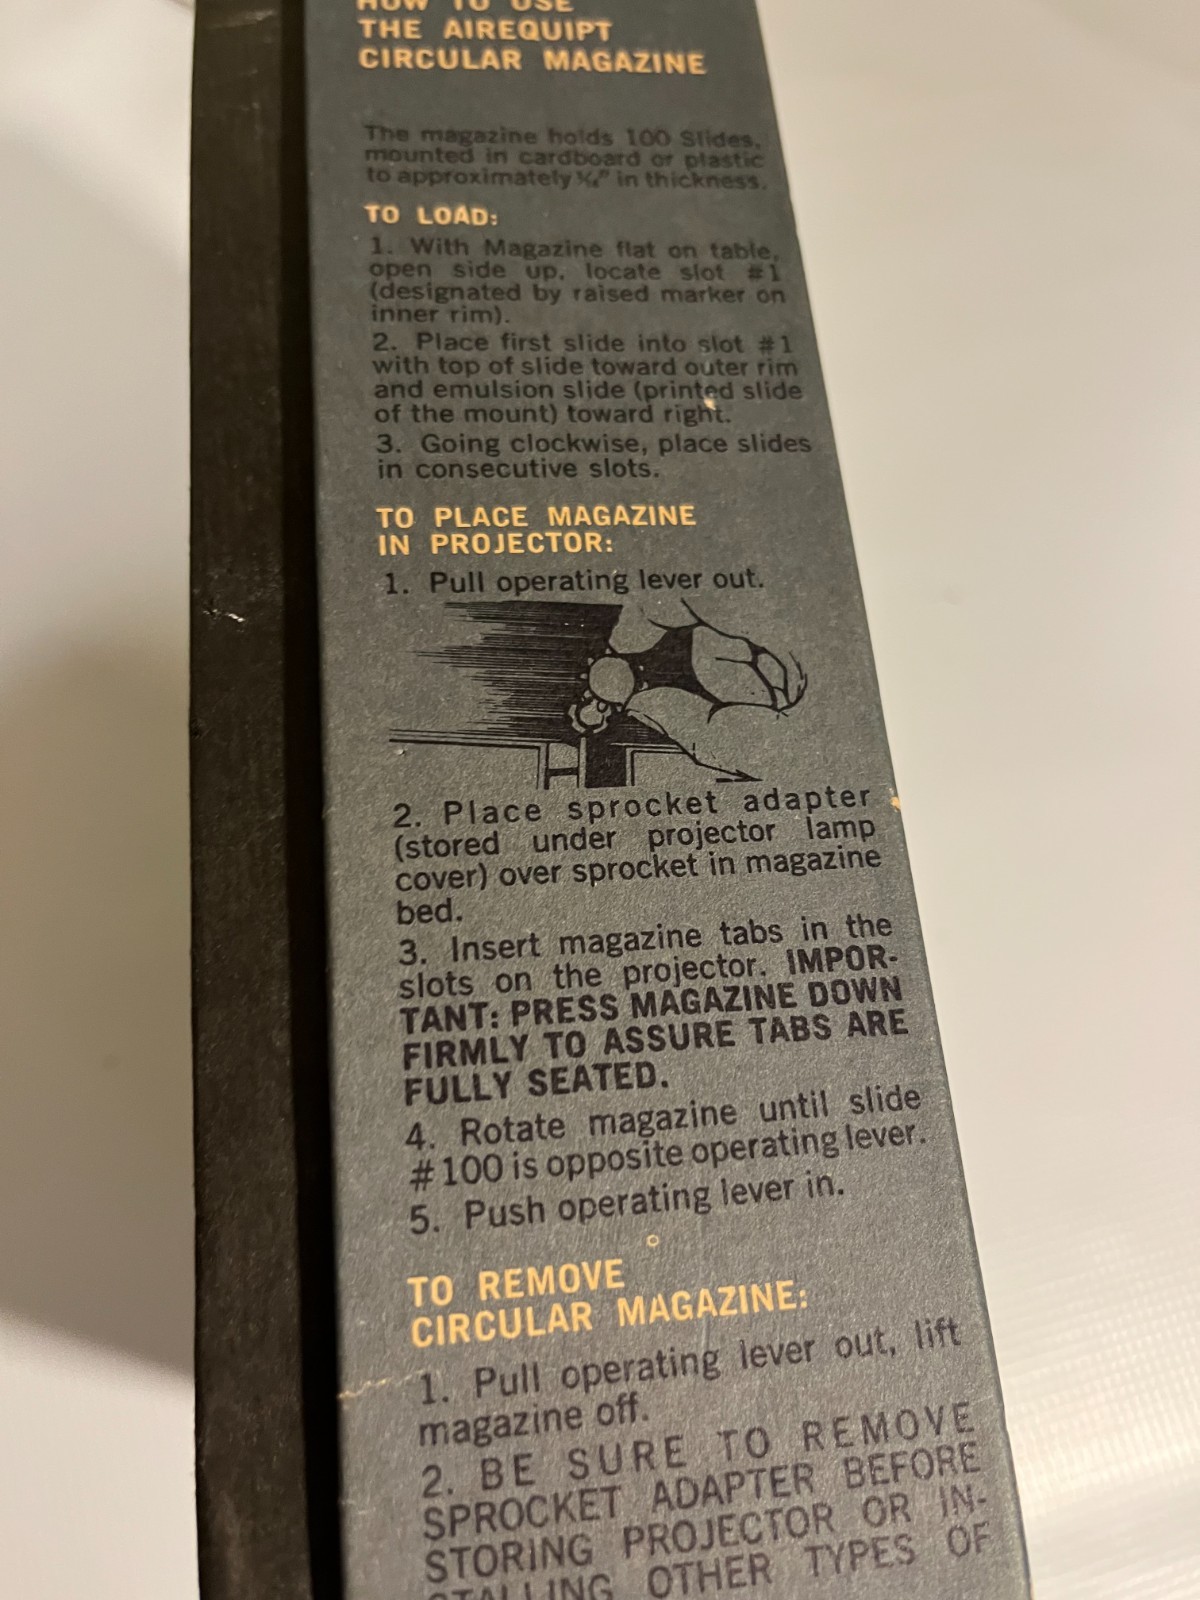 HOW TO USE
THE AIREQUIPT
CIRCULAR MAGAZINE
The magazine holds 100 Slides,
mounted in cardboard or plastic
to approximately in thickness.
TO LOAD:
1. With Magazine flat on table,
open side up, locate slot #1
(designated by raised marker on
inner rim).
2. Place first slide into slot #1
with top of slide toward outer rim
and emulsion slide (printed slide
of the mount) toward right.
3. Going clockwise, place slides
in consecutive slots.
TO PLACE MAGAZINE
IN PROJECTOR:
1. Pull operating lever out.
2. Place sprocket adapter
(stored under projector lamp
cover) over sprocket in magazine
bed.
3. Insert magazine tabs in the
slots on the projector. IMPOR-
TANT: PRESS MAGAZINE DOWN
FIRMLY TO ASSURE TABS ARE
FULLY SEATED.
4. Rotate magazine until slide
#100 is opposite operating lever.
5. Push operating lever in.
TO REMOVE
CIRCULAR MAGAZINE:
1. Pull operating lever out, lift
magazine off.
2. BE SURE TO REMOVE
SPROCKET ADAPTER BEFORE
STORING PROJECTOR OR IN-
STALLING OTHER TYPES OF